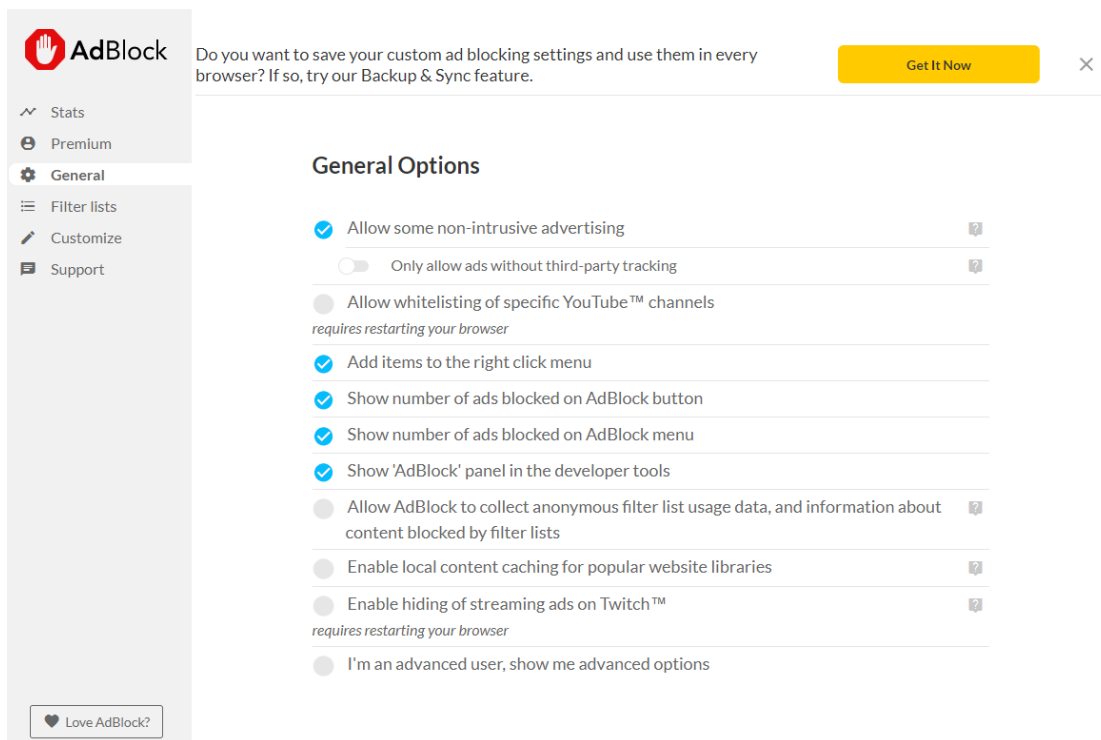 AdBlock
Do you want to save your custom ad blocking settings and use them in every
browser? If so, try our Backup & Sync feature.
Get It Now
Stats
Premium
General
Filter lists
Customize
Support
Love AdBlock?
General Options
Allow some non-intrusive advertising
?
Only allow ads without third-party tracking
?
Allow whitelisting of specific YouTube™ channels
requires restarting your browser
Add items to the right click menu
Show number of ads blocked on AdBlock button
Show number of ads blocked on AdBlock menu
Show 'AdBlock' panel in the developer tools
Allow AdBlock to collect anonymous filter list usage data, and information about
?
content blocked by filter lists
Enable local content caching for popular website libraries
?
Enable hiding of streaming ads on Twitch™
?
requires restarting your browser
I'm an advanced user, show me advanced options